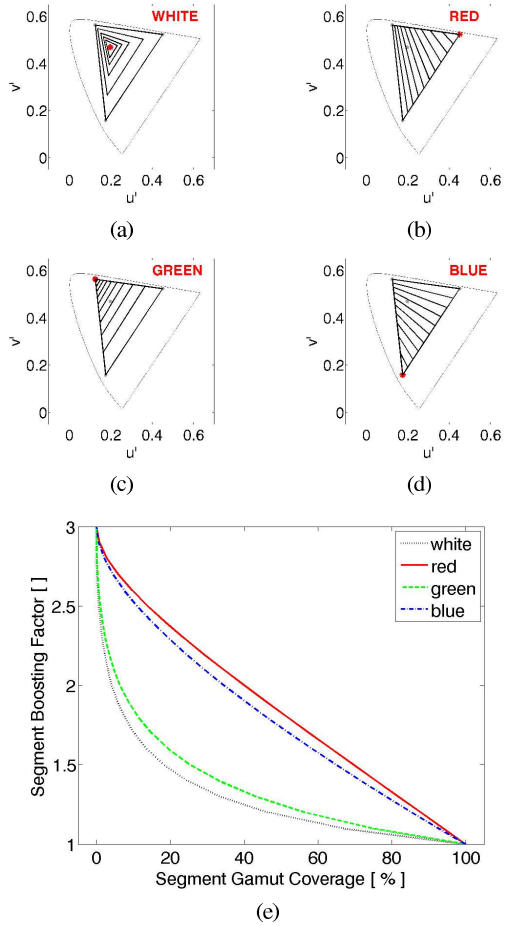 WHITE
0.6
0.4
0.2
0
v'
0 0.2 0.4 0.6
u'
(a)
RED
0.6
0.4
0.2
0
v'
0 0.2 0.4 0.6
u'
(b)
GREEN
0.6
0.4
0.2
0
v'
0 0.2 0.4 0.6
u'
(c)
BLUE
0.6
0.4
0.2
0
v'
0 0.2 0.4 0.6
u'
(d)
3
2.5
2
1.5
1
Segment Boosting Factor [ ]
white
red
green
blue
0 20 40 60 80 100
Segment Gamut Coverage [ % ]
(e)